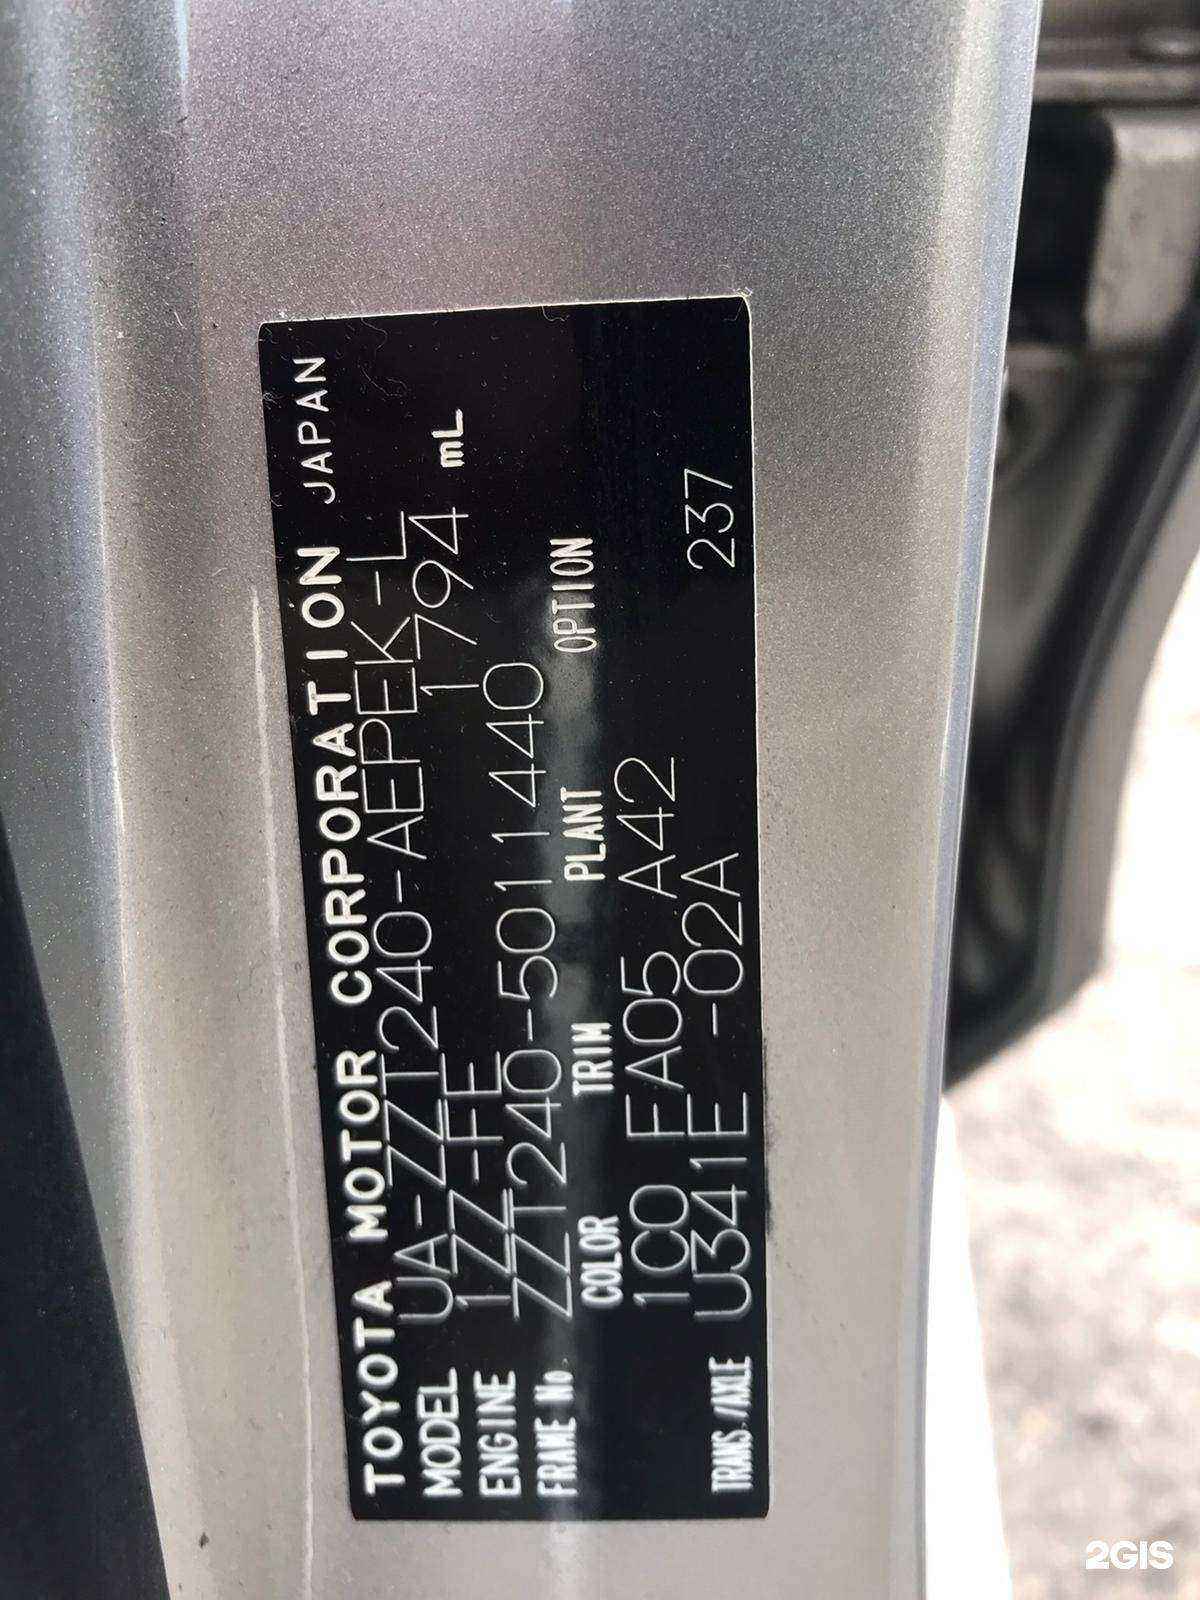 TOYOTA MOTOR CORPORATION JAPAN
MODEL UA-ZZT240-AEPEK-L
ENGINE 1ZZ-FE 1794 mL
FRAME No. ZZT240-5011440
COLOR TRIM PLANT OPTION
1C0 FA05 A42
TRANS./AXLE U341E -02A 237
2GIS